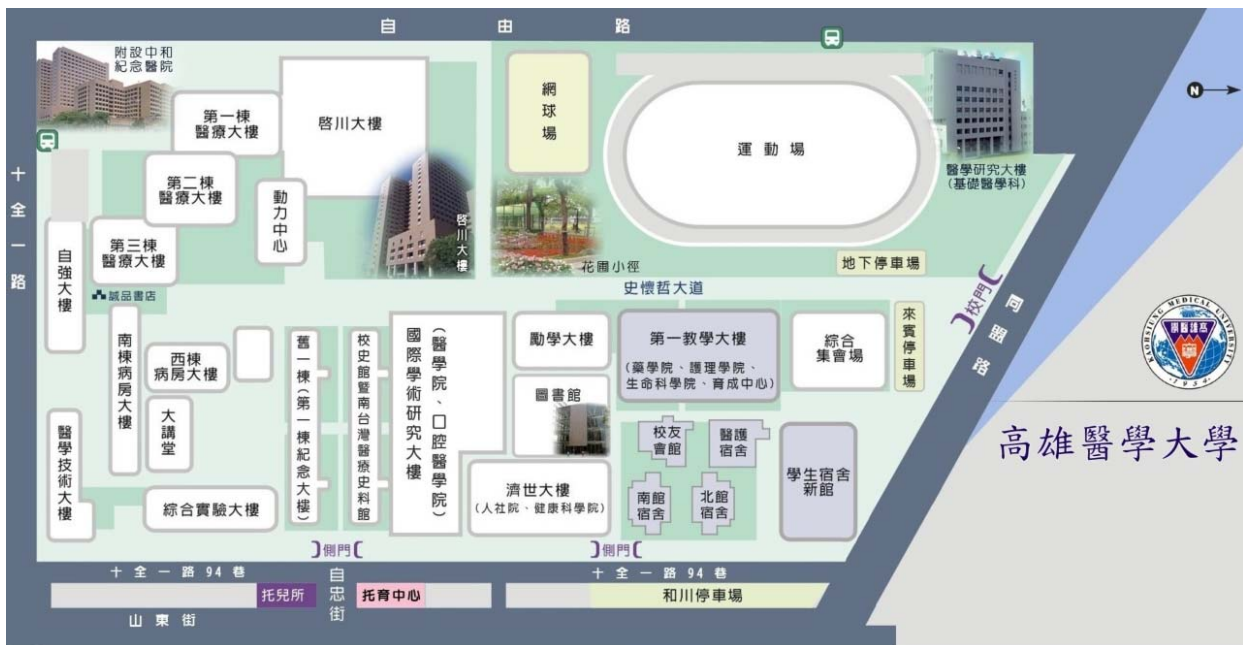 自由路
附設中和
紀念醫院
第一棟
醫療大樓
啓川大樓
網球場
運動場
N
第二棟
醫療大樓
動力中心
啓川大樓
醫學研究大樓
(基礎醫學科)
十全一路
自強大樓
第三棟
醫療大樓
誠品書店
花圃小徑
地下停車場
史懷哲大道
校門
同盟路
南棟病房大樓
西棟
病房大樓
大講堂
舊一棟(第一棟紀念大樓)
校史館暨南台灣醫療史料館
國際學術研究大樓
(醫學院、口腔醫學院)
勵學大樓
圖書館
第一教學大樓
(藥學院、護理學院、
生命科學院、育成中心)
綜合
集會場
來賓停車場
KAOHSIUNG MEDICAL UNIVERSITY
1954
高雄醫學大學
醫學技術大樓
綜合實驗大樓
濟世大樓
(人社院、健康科學院)
校友
會館
醫護
宿舍
南館
宿舍
北館
宿舍
學生宿舍
新館
側門
側門
十全一路94巷
自忠街
十全一路94巷
托兒所
托育中心
和川停車場
山東街